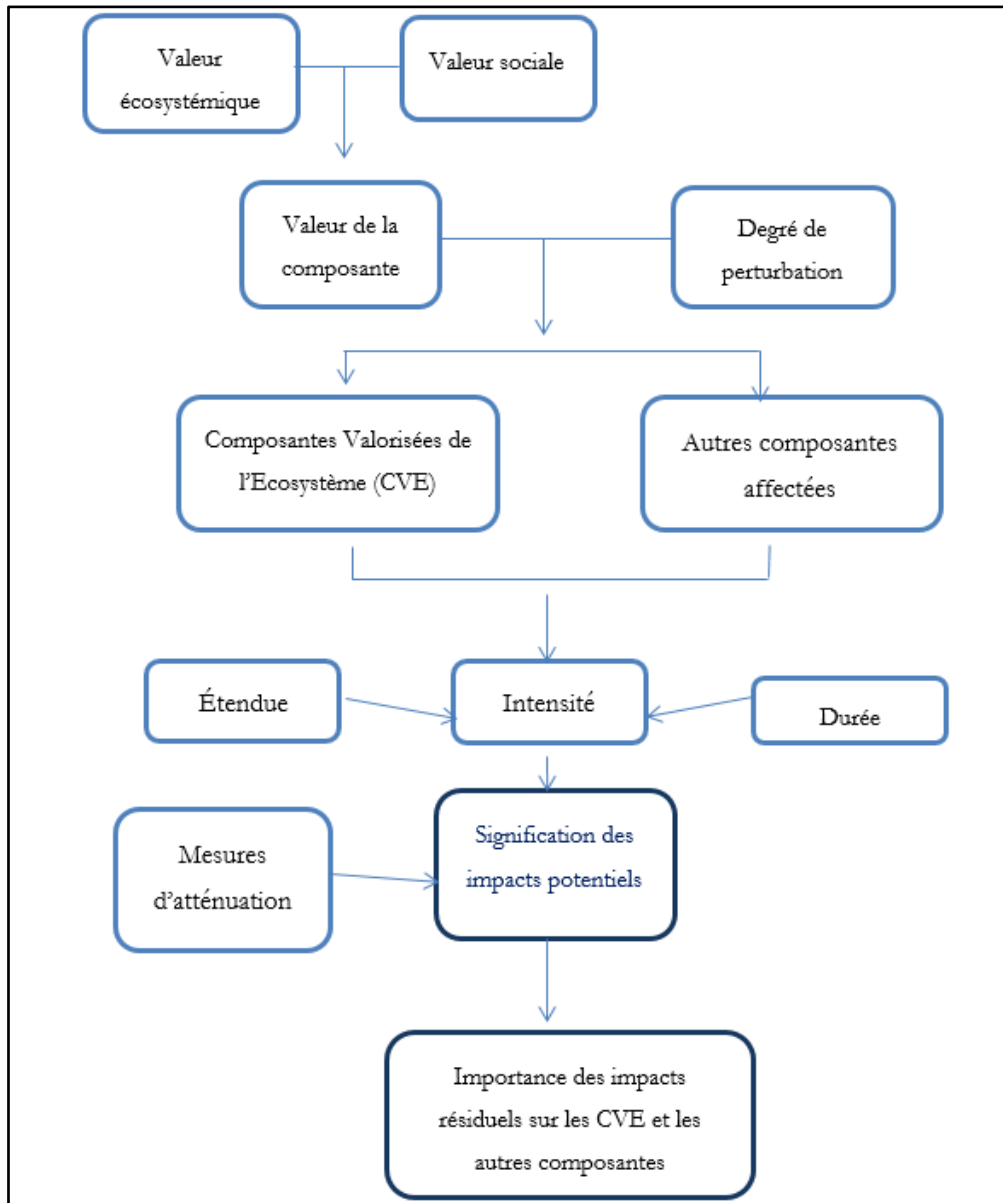 Valeur
écosystémique
Valeur sociale
Valeur de la
composante
Degré de
perturbation
Composantes Valorisées de
l'Ecosystème (CVE)
Autres composantes
affectées
Étendue
Intensité
Durée
Mesures
d'atténuation
Signification des
impacts potentiels
Importance des impacts
résiduels sur les CVE et les
autres composantes